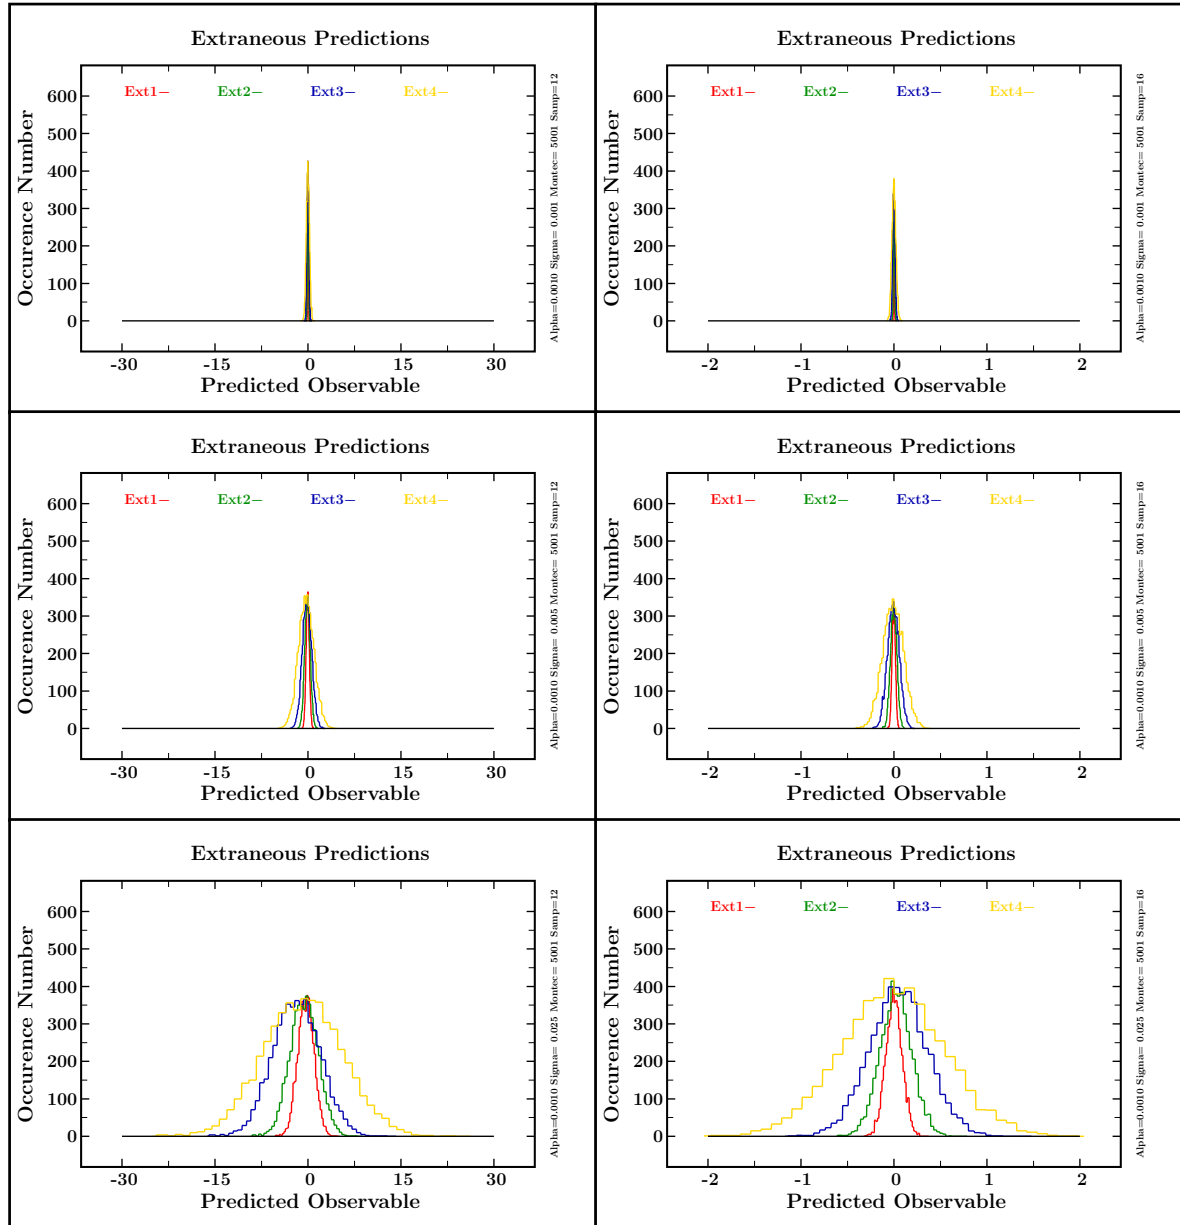 Extraneous Predictions
Ext1– Ext2– Ext3– Ext4–
600
500
400
300
200
100
0
Occurence Number
-30 -15 0 15 30
Predicted Observable
Alpha=0.0010 Sigma= 0.001 Montec= 5001 Samp=12
Extraneous Predictions
Ext1– Ext2– Ext3– Ext4–
600
500
400
300
200
100
0
Occurence Number
-2 -1 0 1 2
Predicted Observable
Alpha=0.0010 Sigma= 0.001 Montec= 5001 Samp=16
Extraneous Predictions
Ext1– Ext2– Ext3– Ext4–
600
500
400
300
200
100
0
Occurence Number
-30 -15 0 15 30
Predicted Observable
Alpha=0.0010 Sigma= 0.005 Montec= 5001 Samp=12
Extraneous Predictions
Ext1– Ext2– Ext3– Ext4–
600
500
400
300
200
100
0
Occurence Number
-2 -1 0 1 2
Predicted Observable
Alpha=0.0010 Sigma= 0.005 Montec= 5001 Samp=16
Extraneous Predictions
600
500
400
300
200
100
0
Occurence Number
-30 -15 0 15 30
Predicted Observable
Alpha=0.0010 Sigma= 0.025 Montec= 5001 Samp=12
Extraneous Predictions
Ext1– Ext2– Ext3– Ext4–
600
500
400
300
200
100
0
Occurence Number
-2 -1 0 1 2
Predicted Observable
Alpha=0.0010 Sigma= 0.025 Montec= 5001 Samp=16